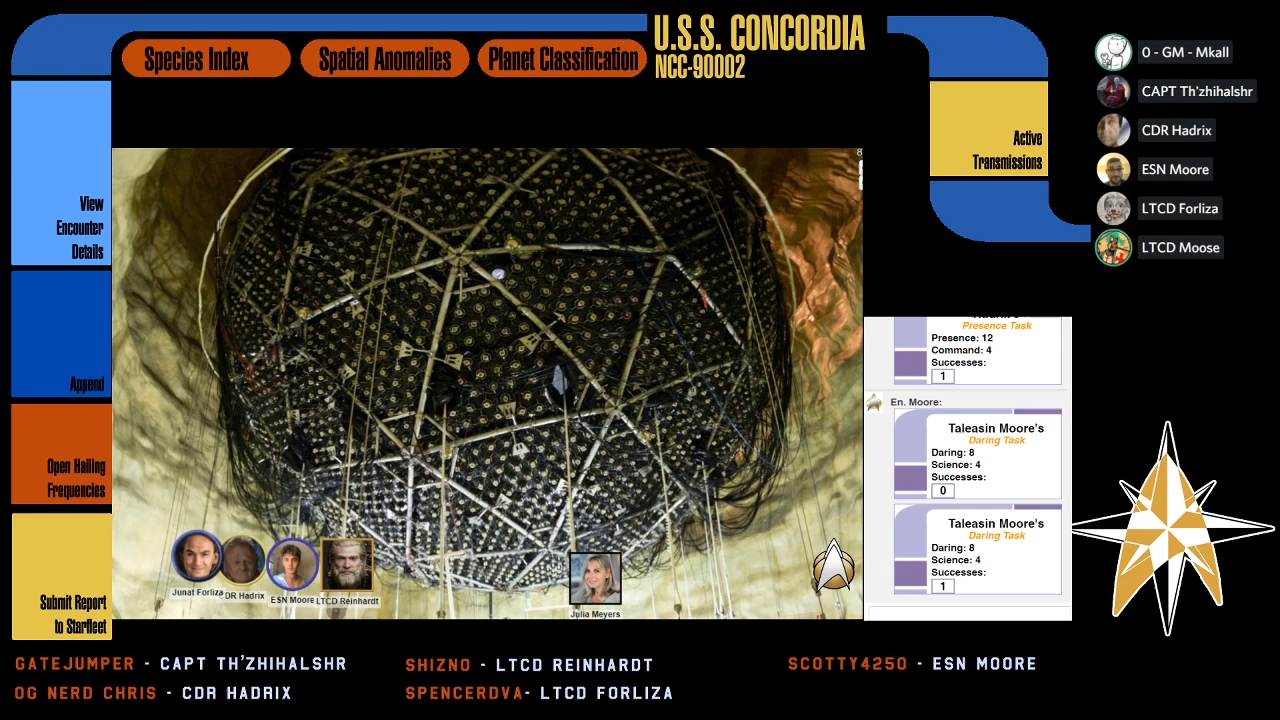 Species Index
Spatial Anomalies
Planet Classification
U.S.S. CONCORDIA
NCC-90002
View
Encounter
Details
Append
Open Hailing
Frequencies
Submit Report
to Starfleet
Active
Transmissions
0 - GM - Mkall
CAPT Th'zhihalshr
CDR Hadrix
ESN Moore
LTCD Forliza
LTCD Moose
8
Presence Task
Presence: 12
Command: 4
Successes:
1
En. Moore:
Taleasin Moore's
Daring Task
Daring: 8
Science: 4
Successes:
0
Taleasin Moore's
Daring Task
Daring: 8
Science: 4
Successes:
1
Junat Forliza
DR Hadrix
ESN Moore
LTCD Reinhardt
Julia Meyers
GATEJUMPER - CAPT TH'ZHIHALSHR
SHIZNO - LTCD REINHARDT
SCOTTY4250 - ESN MOORE
OG NERD CHRIS - CDR HADRIX
SPENCERDVA- LTCD FORLIZA